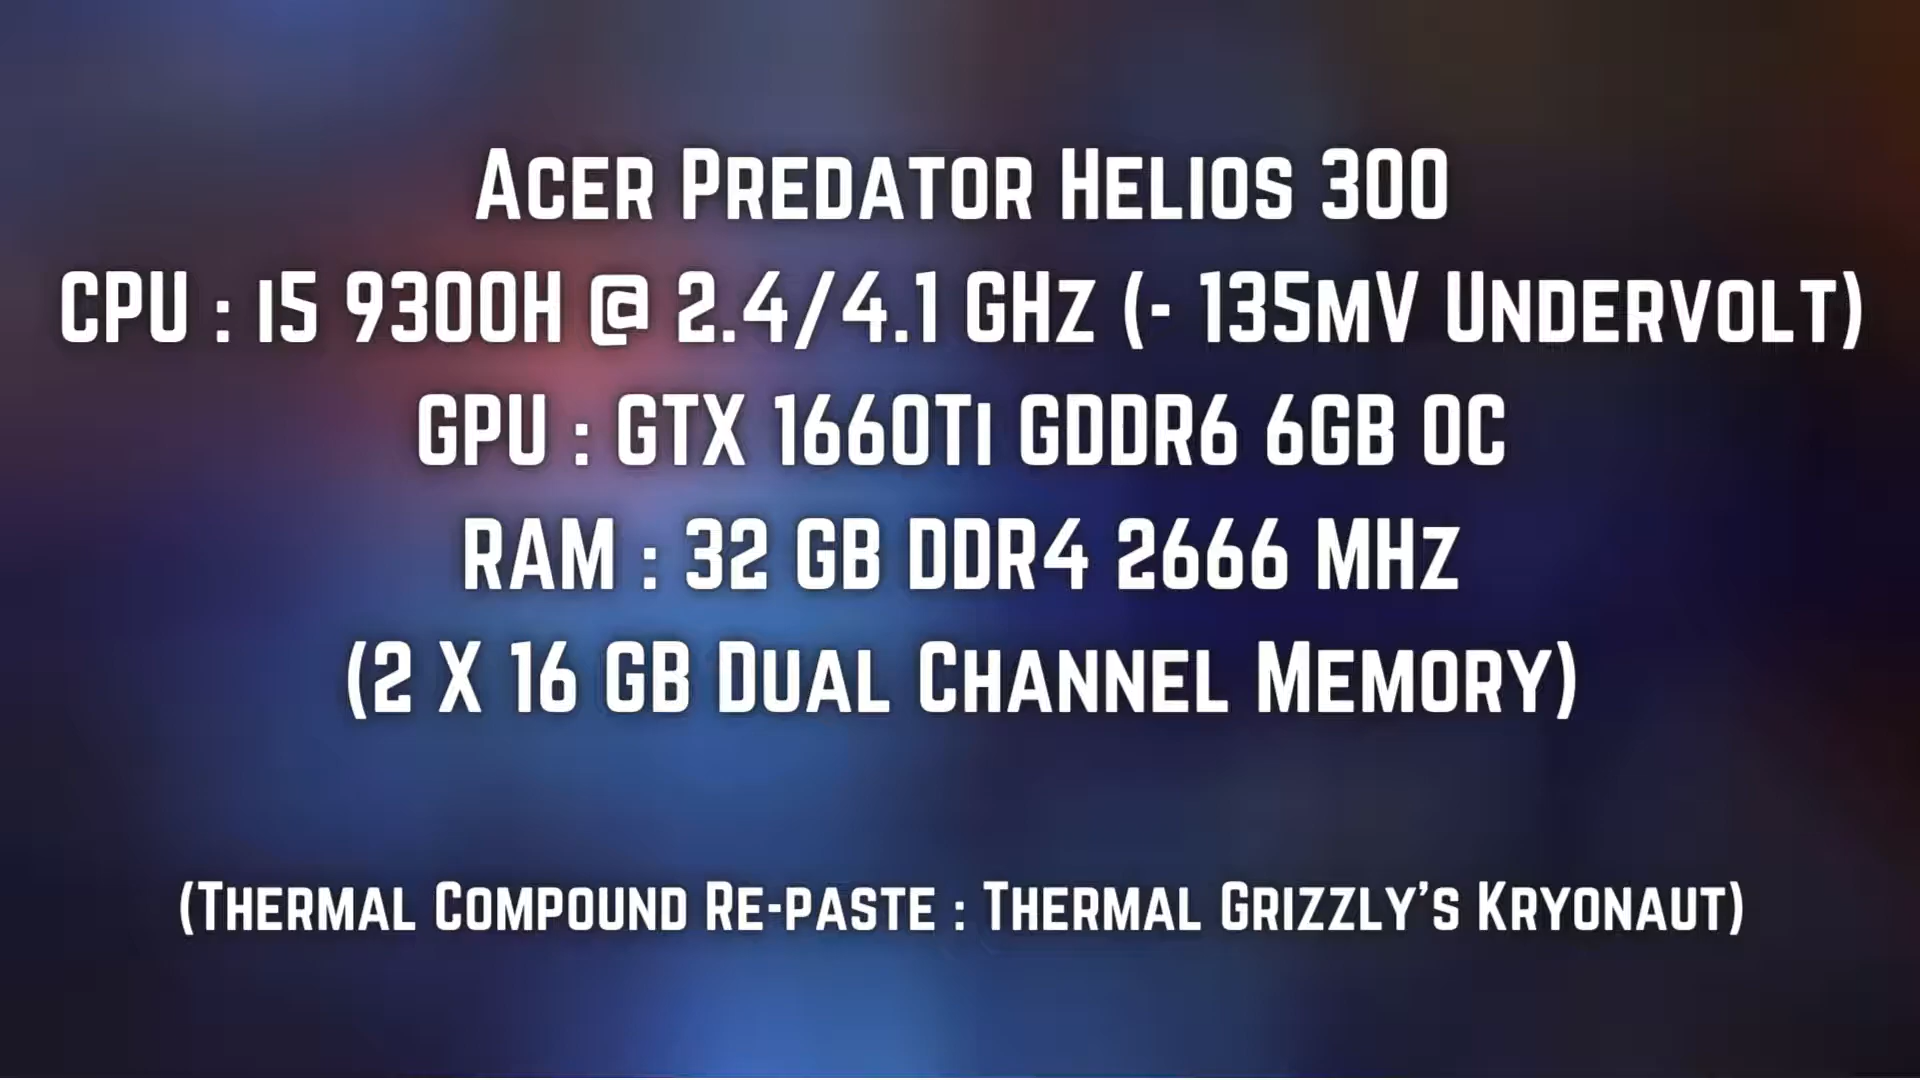 Acer Predator Helios 300
CPU : i5 9300H @ 2.4/4.1 GHz (- 135mV Undervolt)
GPU : GTX 1660Ti GDDR6 6GB OC
RAM : 32 GB DDR4 2666 MHz
(2 X 16 GB Dual Channel Memory)
(Thermal Compound Re-paste : Thermal Grizzly's Kryonaut)